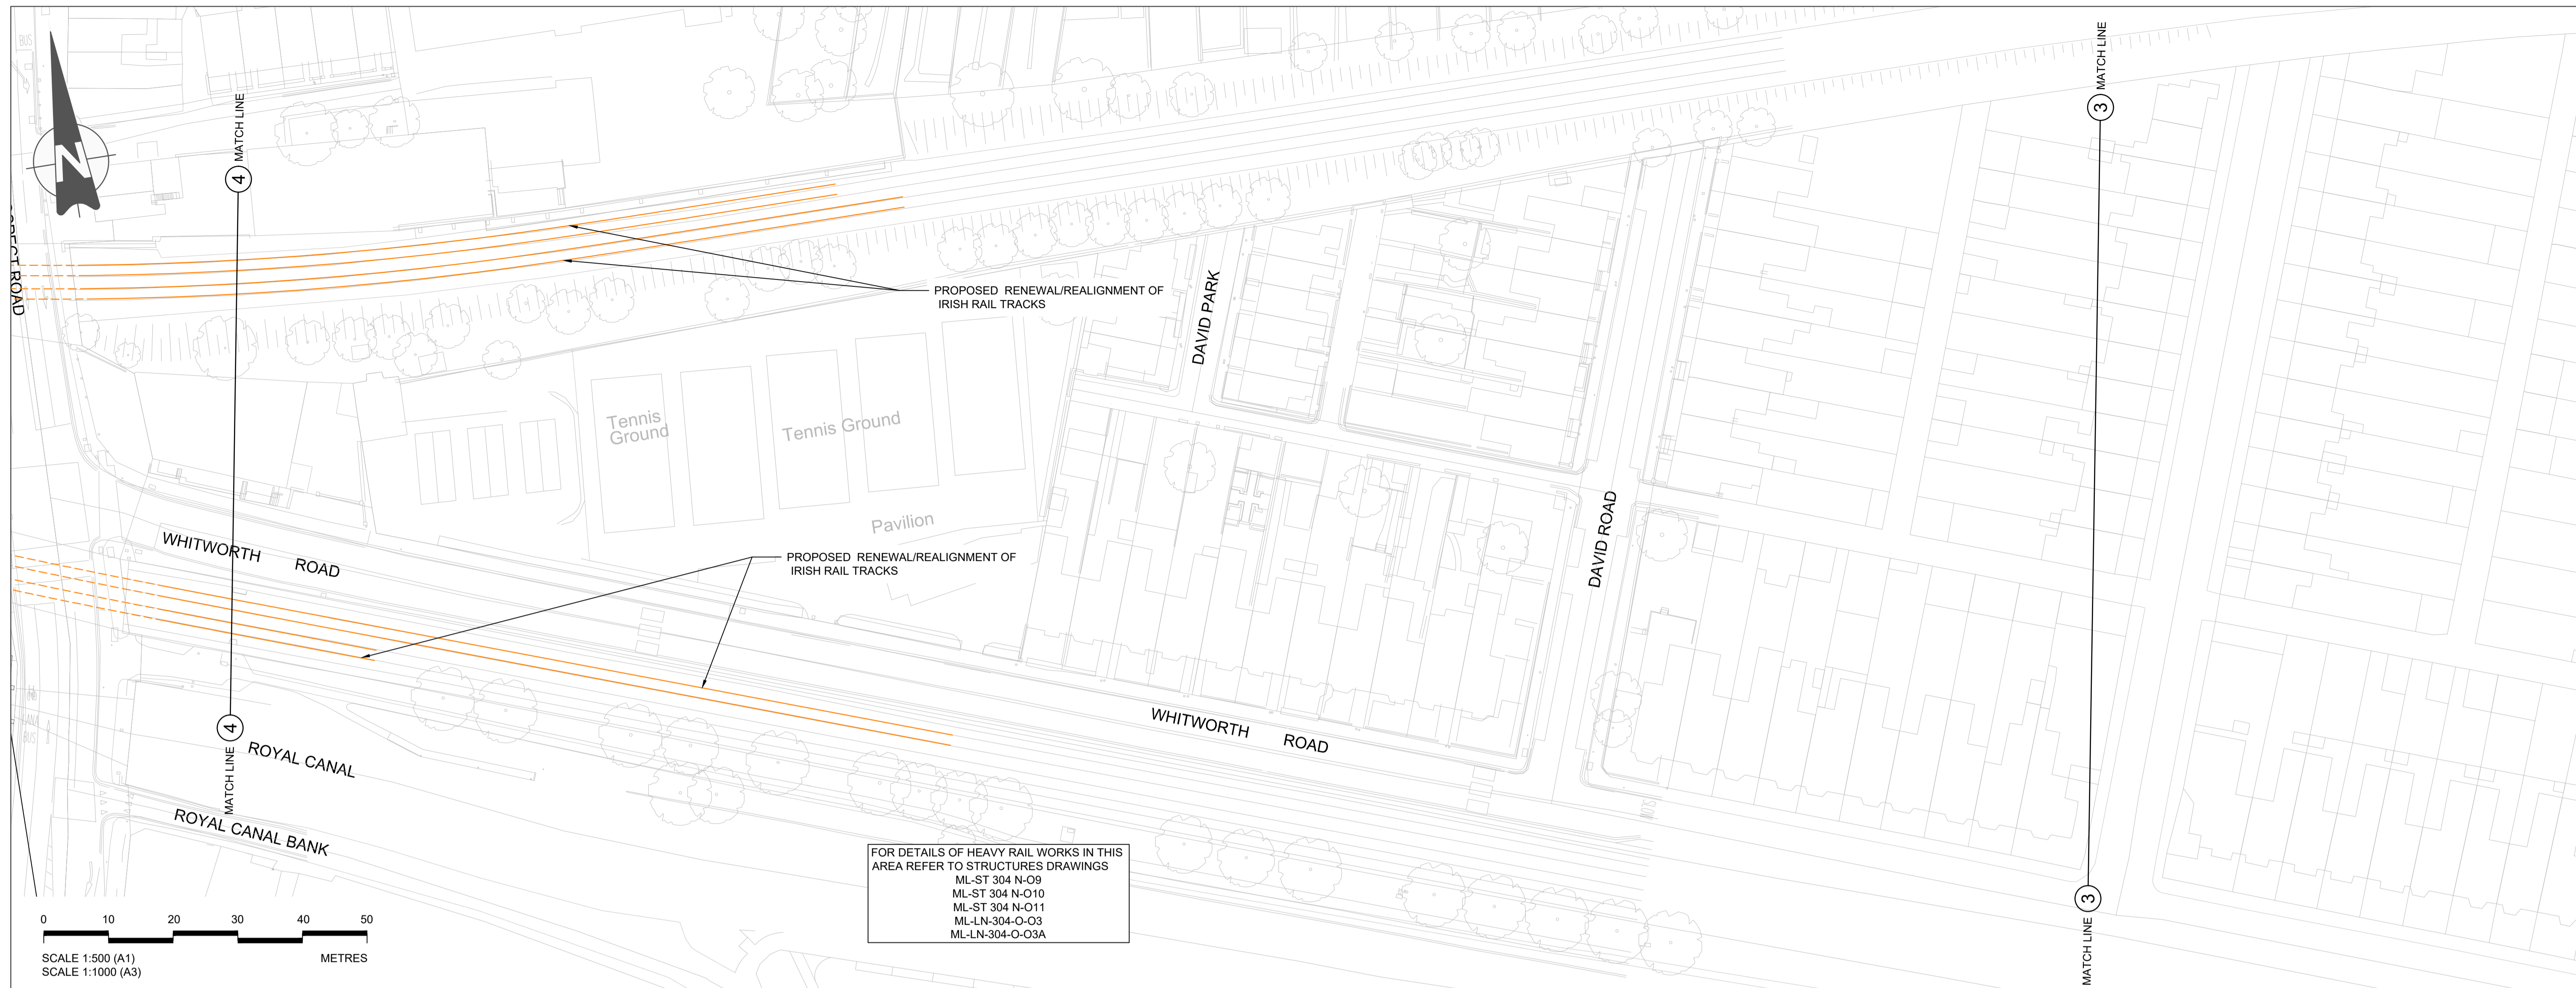 BUS
MATCH LINE
4
N
MATCH LINE
3
ROAD
PROPOSED RENEWAL/REALIGNMENT OF
IRISH RAIL TRACKS
DAVID PARK
Tennis
Ground
Tennis Ground
Pavilion
DAVID ROAD
WHITWORTH ROAD
PROPOSED RENEWAL/REALIGNMENT OF
IRISH RAIL TRACKS
WHITWORTH ROAD
BUS
4
MATCH LINE
ROYAL CANAL
ROYAL CANAL BANK
FOR DETAILS OF HEAVY RAIL WORKS IN THIS
AREA REFER TO STRUCTURES DRAWINGS
ML-ST 304 N-O9
ML-ST 304 N-O10
ML-ST 304 N-O11
ML-LN-304-O-O3
ML-LN-304-O-O3A
3
MATCH LINE
0 10 20 30 40 50
SCALE 1:500 (A1) METRES
SCALE 1:1000 (A3)